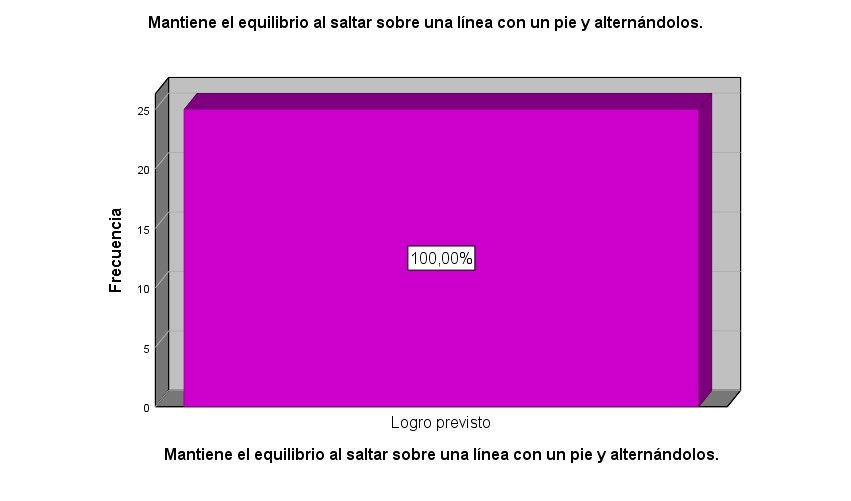 Mantiene el equilibrio al saltar sobre una línea con un pie y alternándolos.
25
20
15
10
5
0
Frecuencia
100,00%
Logro previsto
Mantiene el equilibrio al saltar sobre una línea con un pie y alternándolos.